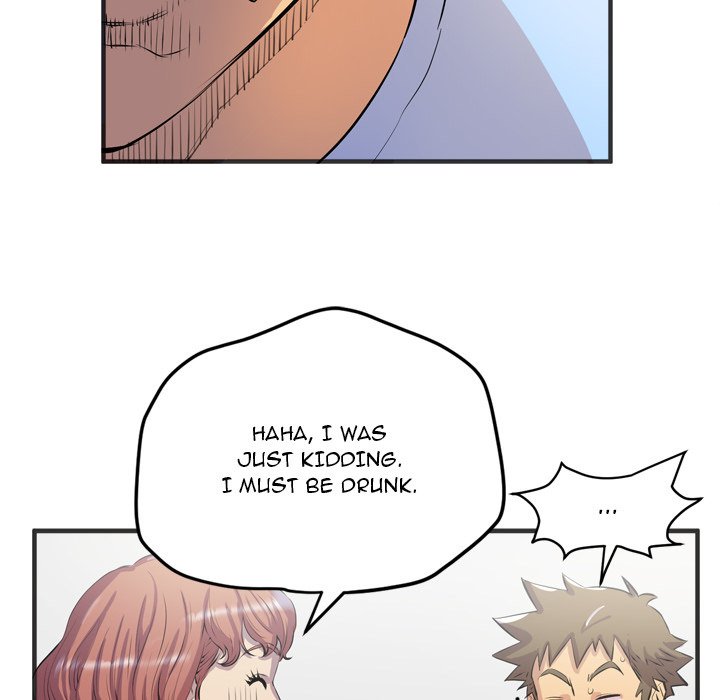 HAHA, I WAS
JUST KIDDING.
I MUST BE DRUNK.
...